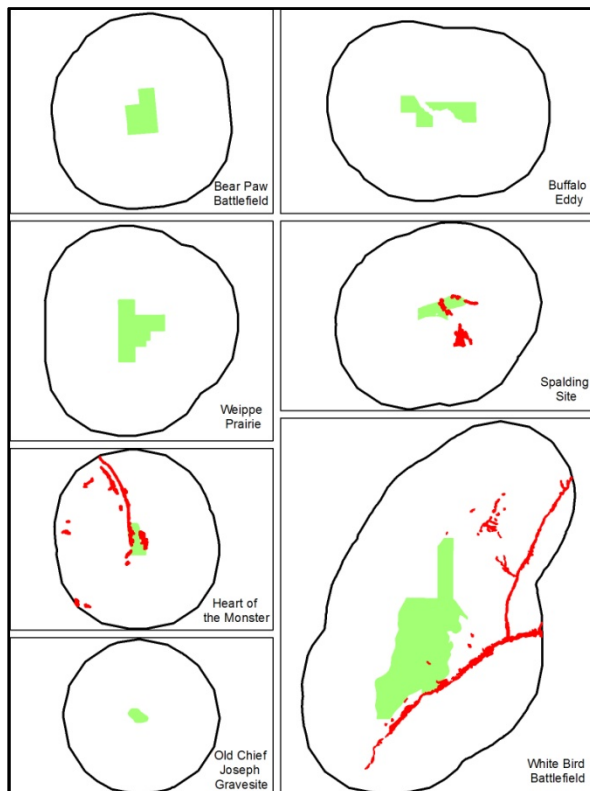 Bear Paw
Battlefield
Buffalo
Eddy
Weippe
Prairie
Spalding
Site
Heart of
the Monster
Old Chief
Joseph
Gravesite
White Bird
Battlefield